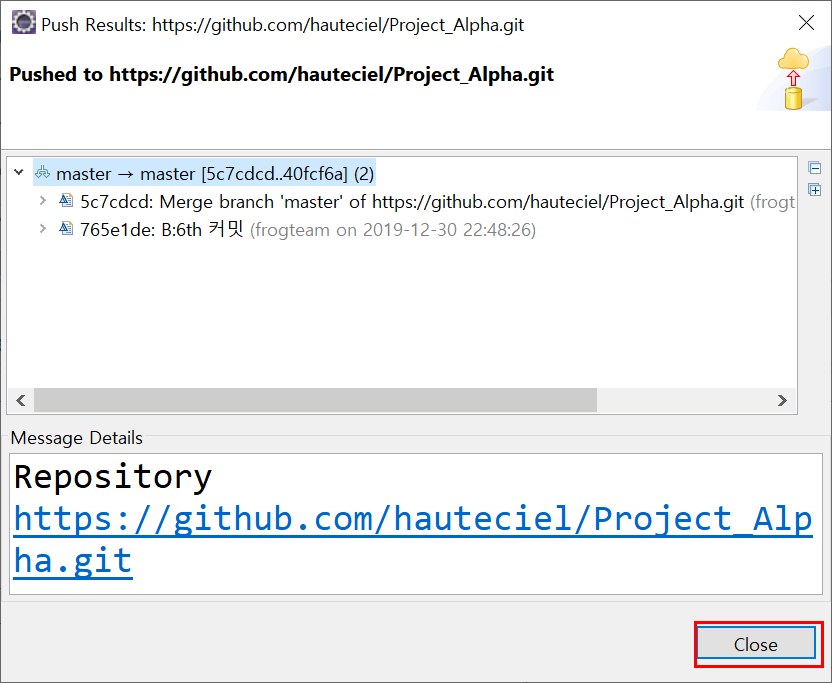 Push Results: https://github.com/hauteciel/Project_Alpha.git
Pushed to https://github.com/hauteciel/Project_Alpha.git
master → master [5c7cdcd..40fcf6a] (2)
5c7cdcd: Merge branch 'master' of https://github.com/hauteciel/Project_Alpha.git (frogt
765e1de: B:6th 커밋 (frogteam on 2019-12-30 22:48:26)
Message Details
Repository
https://github.com/hauteciel/Project_Alp
ha.git
Close